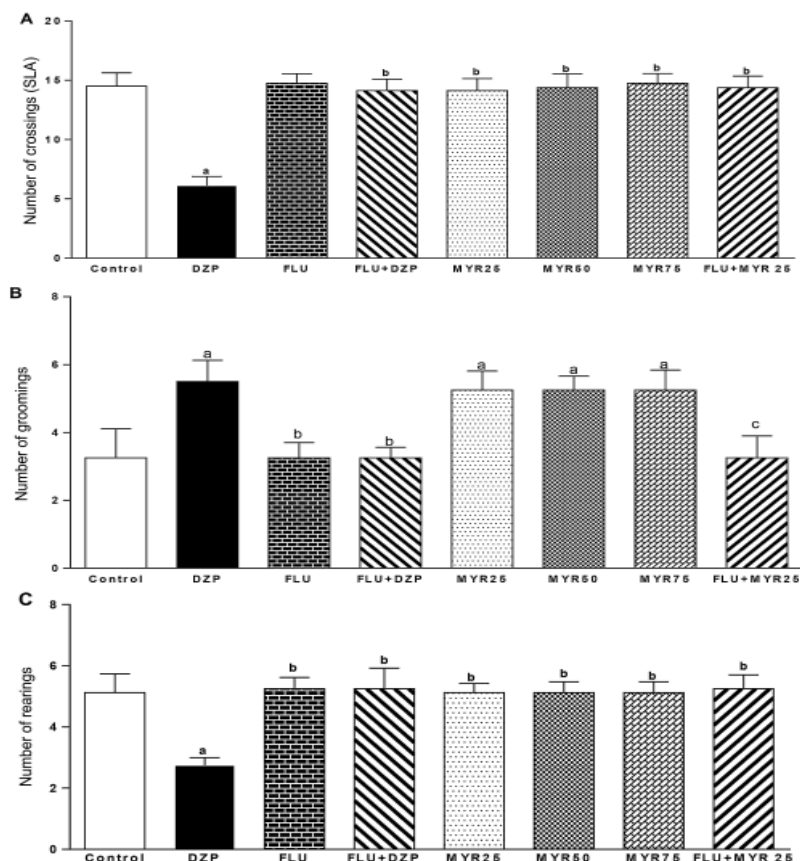 A
20
15
10
5
0
Number of crossings (SLA)
a
b
b
b
b
b
Control DZP FLU FLU+DZP MYR25 MYR50 MYR75 FLU+MYR 25
B
8
6
4
2
0
Number of groomings
a
b
b
a
a
a
c
Control DZP FLU FLU+DZP MYR25 MYR50 MYR75 FLU+MYR25
C
8
6
4
2
0
Number of rearings
a
b
b
b
b
b
b
Control DZP FLU FLU+DZP MYR25 MYR50 MYR75 FLU+MYR 25